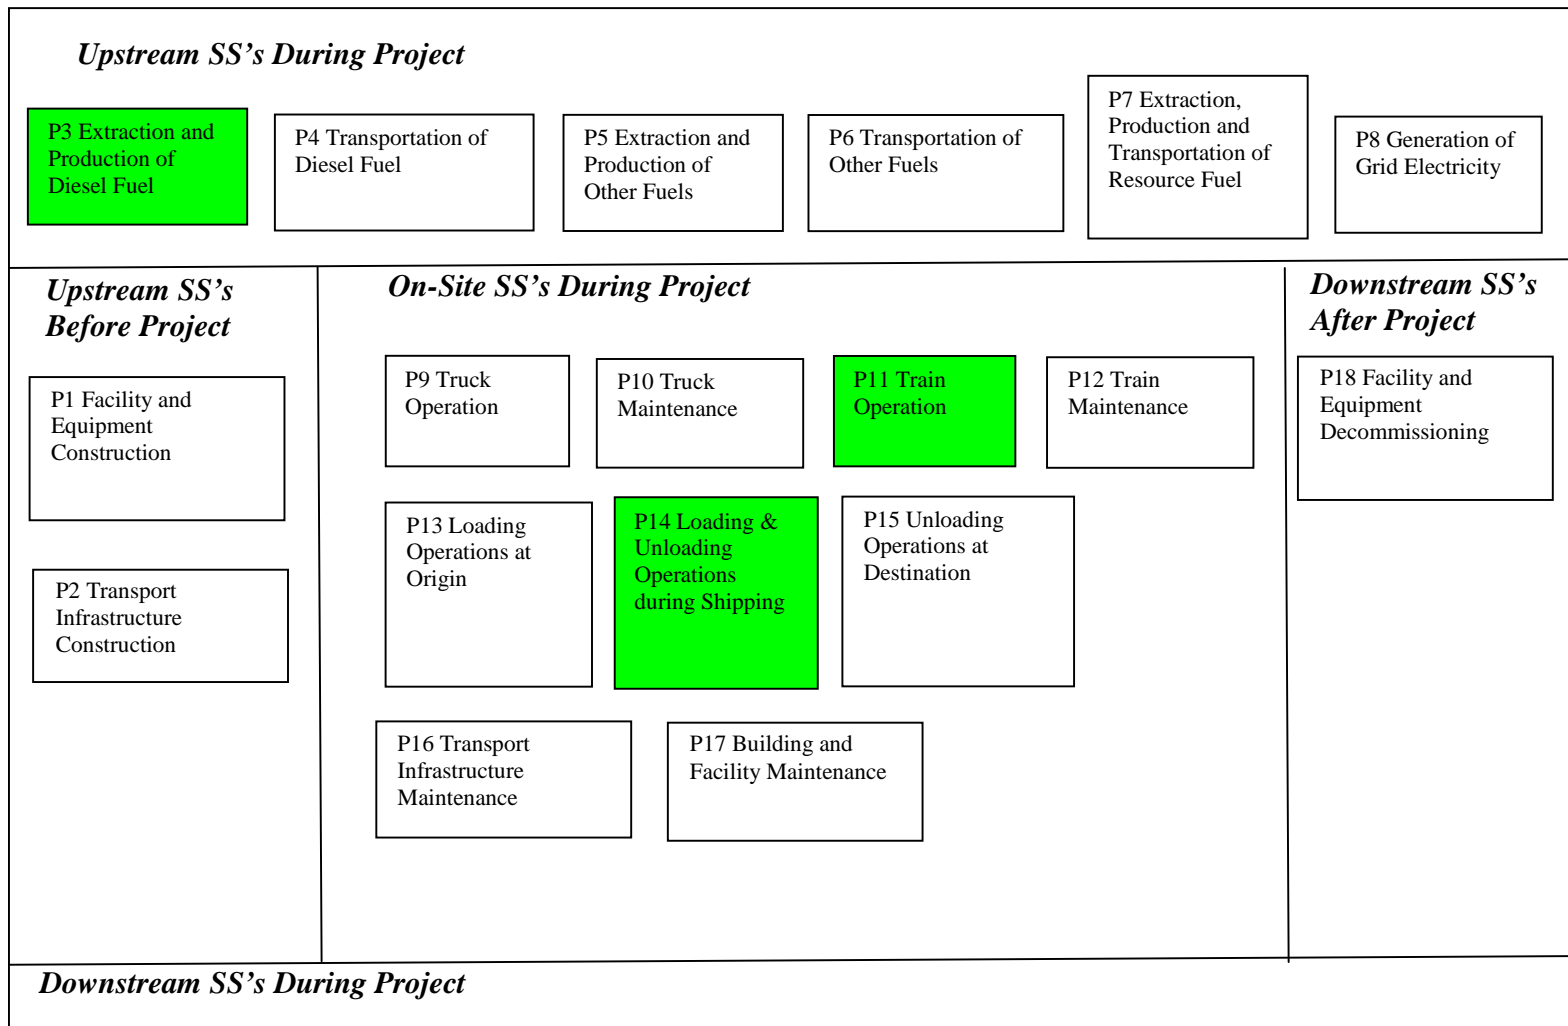 Upstream SS’s During Project
P3 Extraction and
Production of
Diesel Fuel
P4 Transportation of
Diesel Fuel
P5 Extraction and
Production of
Other Fuels
P6 Transportation of
Other Fuels
P7 Extraction,
Production and
Transportation of
Resource Fuel
P8 Generation of
Grid Electricity
Upstream SS’s
Before Project
P1 Facility and
Equipment
Construction
P2 Transport
Infrastructure
Construction
On-Site SS’s During Project
P9 Truck
Operation
P10 Truck
Maintenance
P11 Train
Operation
P12 Train
Maintenance
P13 Loading
Operations at
Origin
P14 Loading &
Unloading
Operations
during Shipping
P15 Unloading
Operations at
Destination
P16 Transport
Infrastructure
Maintenance
P17 Building and
Facility Maintenance
Downstream SS’s
After Project
P18 Facility and
Equipment
Decommissioning
Downstream SS’s During Project